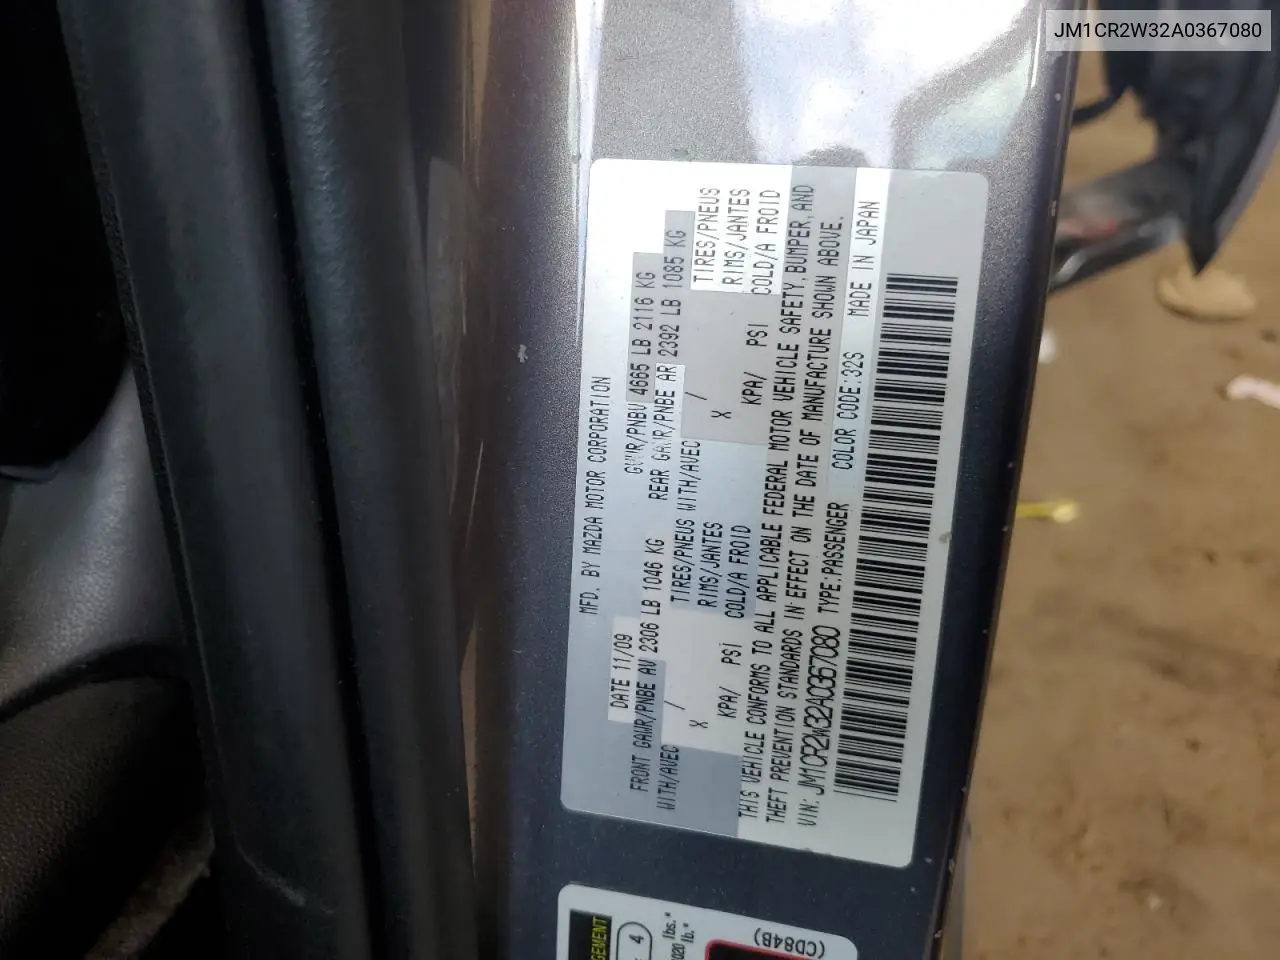 JM1CR2W32A0367080
MFD. BY MAZDA MOTOR CORPORATION
DATE 11/09 GVWR/PNBV 4665 LB 2116 KG
FRONT GAWR/PNBE AV 2306 LB 1046 KG REAR GAWR/PNBE AR 2392 LB 1085 KG
WITH/AVEC / TIRES/PNEUS WITH/AVEC / TIRES/PNEUS
X RIMS/JANTES X RIMS/JANTES
KPA/ PSI COLD/A FROID KPA/ PSI COLD/A FROID
THIS VEHICLE CONFORMS TO ALL APPLICABLE FEDERAL MOTOR VEHICLE SAFETY, BUMPER, AND
THEFT PREVENTION STANDARDS IN EFFECT ON THE DATE OF MANUFACTURE SHOWN ABOVE.
VIN: JM1CR2W32A0367080 TYPE:PASSENGER COLOR CODE:32S MADE IN JAPAN
4
lbs.*
lb.*
(CD84B)